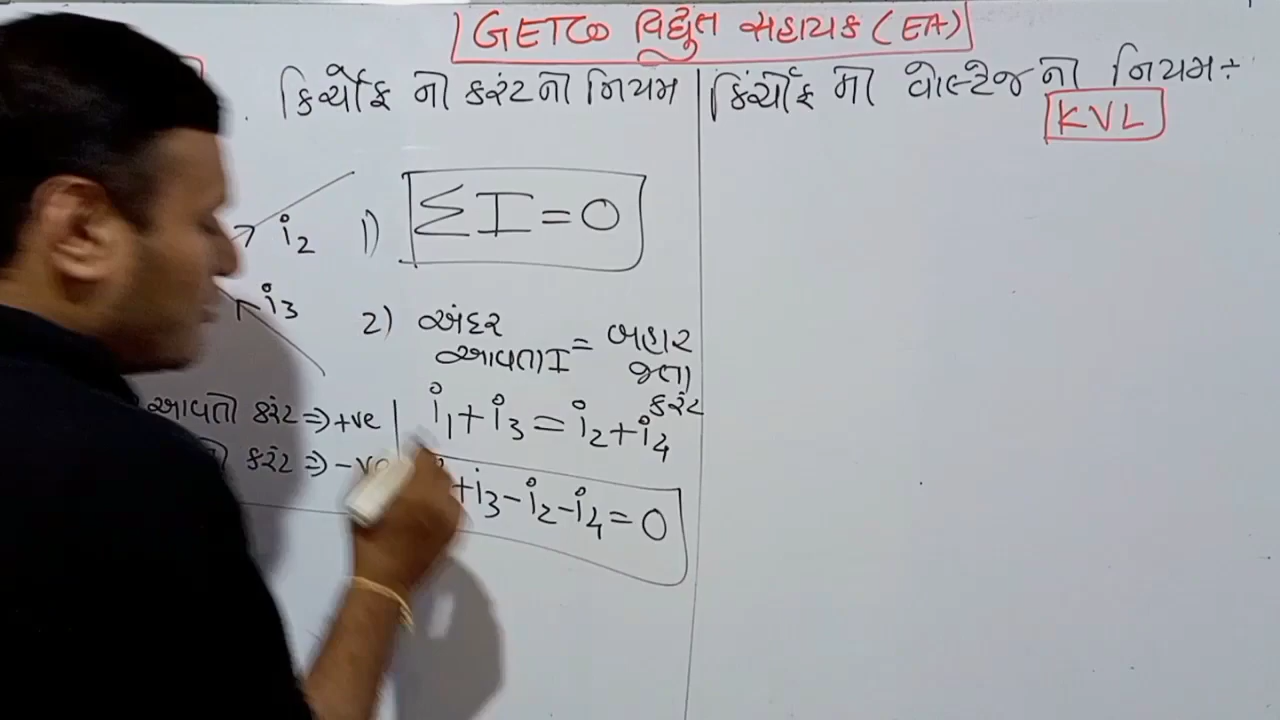 GETCO વિદ્યુત સહાયક (EA)
કિર્ચોફ નો કરંટનો નિયમ
કિર્ચોફ નો વોલ્ટેજ નો નિયમ ÷
KVL
i2
i3
1) ΣI=0
2) અંદર આવતા I = બહાર જતા કરંટ
આવતો કરંટ ⇒ +ve
કરંટ ⇒ -ve
i1+i3=i2+i4
+i3-i2-i4=0